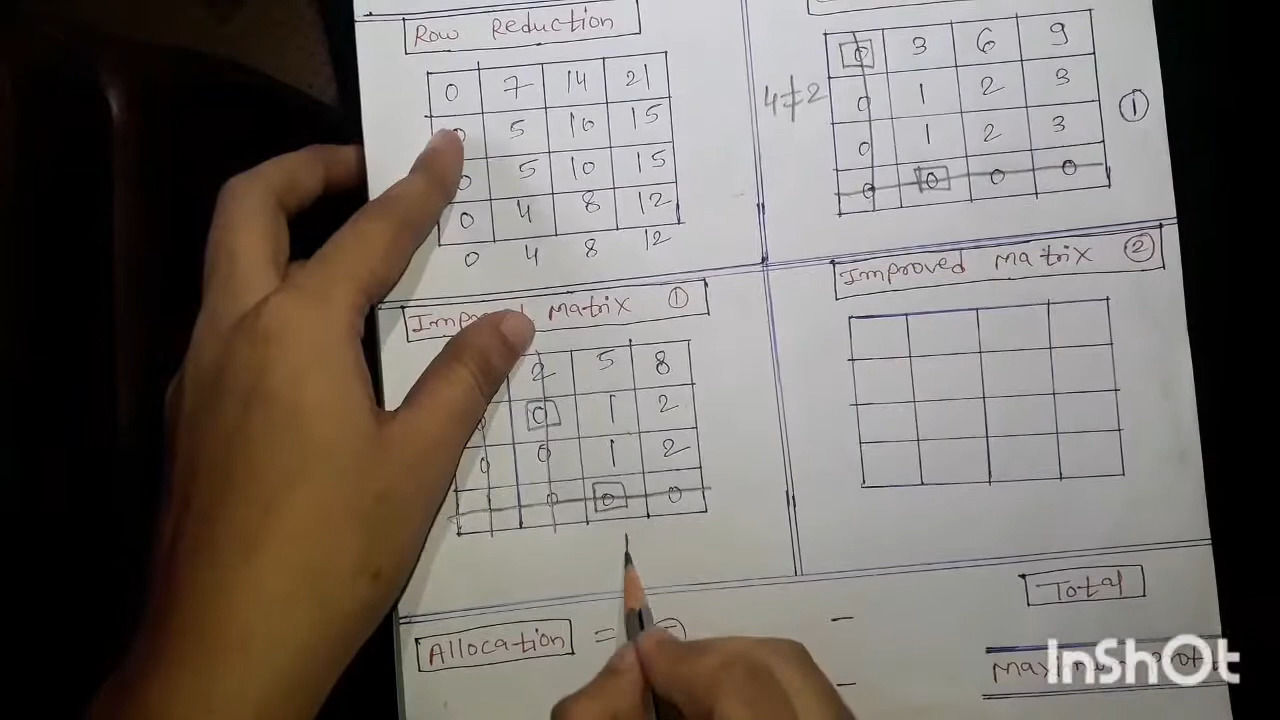 Row Reduction
0 7 14 21
0 5 10 15
0 5 10 15
0 4 8 12
0 4 8 12
4≠2
0 3 6 9
0 1 2 3
0 1 2 3
0 0 0 0
①
Matrix ①
2 5 8
0 0 1 2
0 0 1 2
0 0 0
Improved Matrix ②
Allocation =
-
-
Total
InShOt